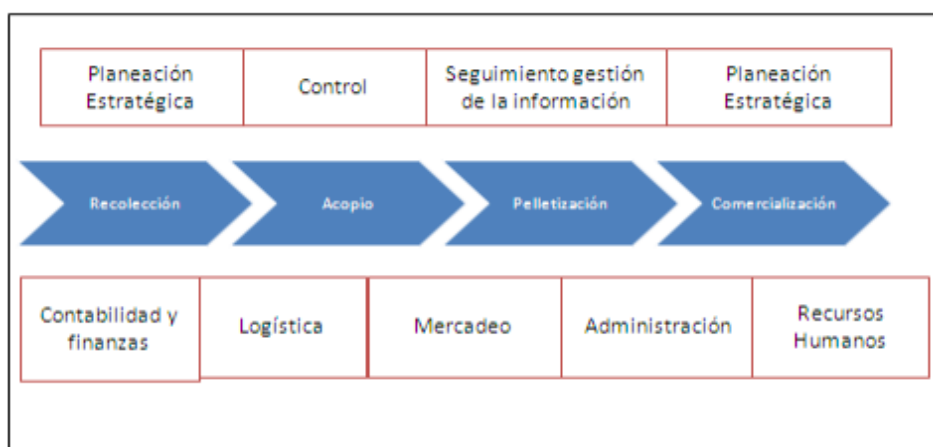 Planeación
Estratégica
Control
Seguimiento gestión
de la información
Planeación
Estratégica
Recolección
Acopio
Pelletización
Comercialización
Contabilidad y
finanzas
Logística
Mercadeo
Administración
Recursos
Humanos